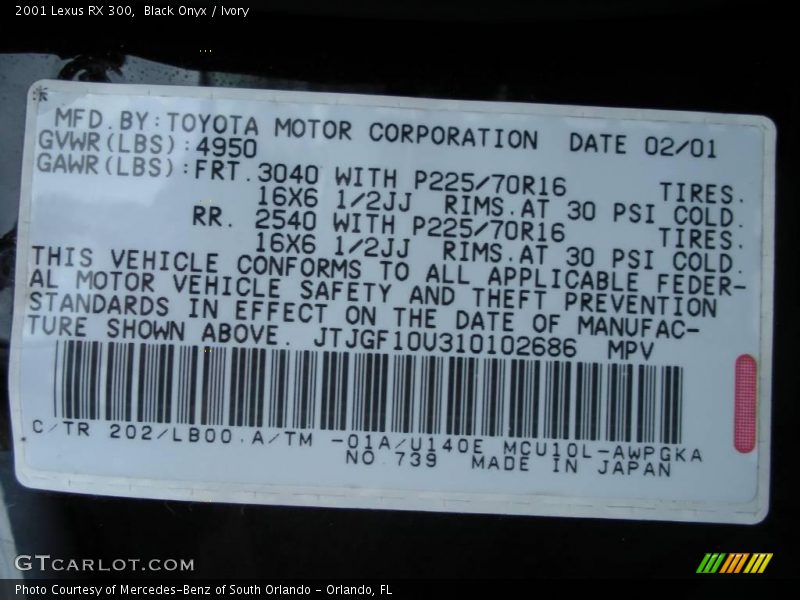 2001 Lexus RX 300, Black Onyx / Ivory
MFD.BY:TOYOTA MOTOR CORPORATION DATE 02/01
GVWR(LBS):4950
GAWR(LBS):FRT.3040 WITH P225/70R16 TIRES.
16X6 1/2JJ RIMS.AT 30 PSI COLD.
RR. 2540 WITH P225/70R16 TIRES.
16X6 1/2JJ RIMS.AT 30 PSI COLD.
THIS VEHICLE CONFORMS TO ALL APPLICABLE FEDER-
AL MOTOR VEHICLE SAFETY AND THEFT PREVENTION
STANDARDS IN EFFECT ON THE DATE OF MANUFAC-
TURE SHOWN ABOVE. JTJGF10U310102686 MPV
C/TR 202/LB00.A/TM -01A/U140E MCU10L-AWPGKA
NO.739 MADE IN JAPAN
GTCARLOT.COM
Photo Courtesy of Mercedes-Benz of South Orlando - Orlando, FL